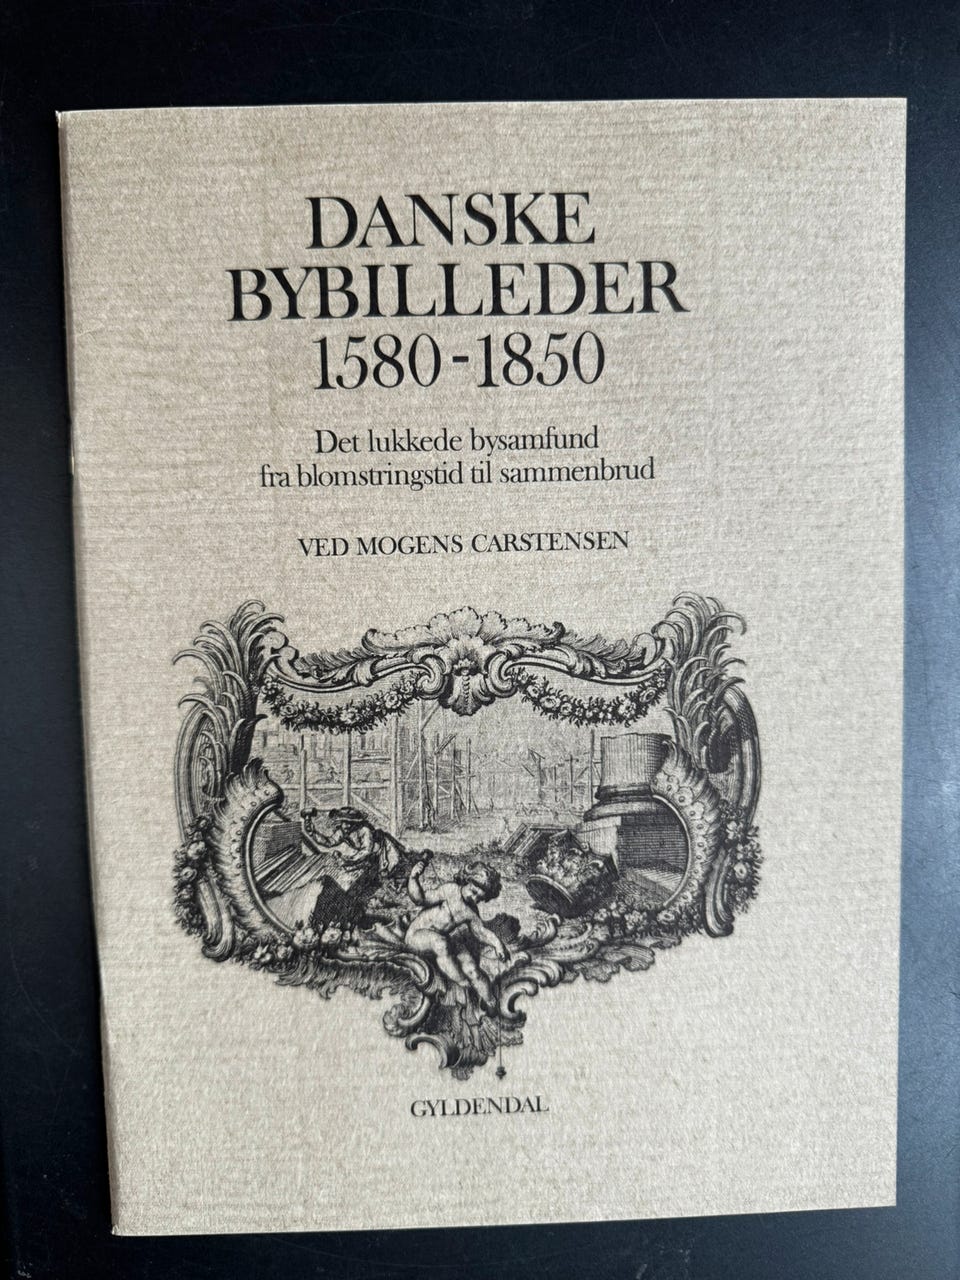 DANSKE
BYBILLEDER
1580-1850
Det lukkede bysamfund
fra blomstringstid til sammenbrud
VED MOGENS CARSTENSEN
GYLDENDAL